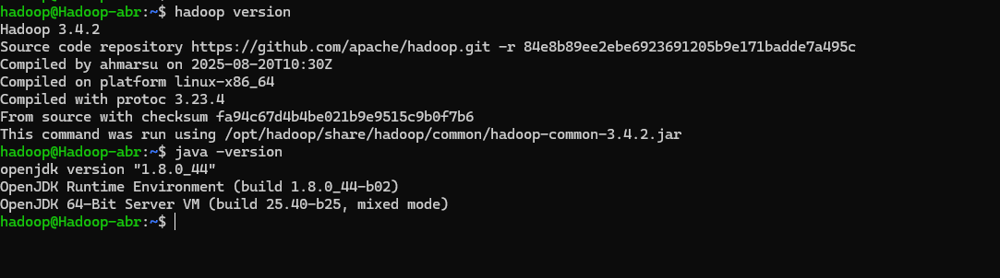 hadoop@Hadoop-abr:~$ hadoop version
Hadoop 3.4.2
Source code repository https://github.com/apache/hadoop.git -r 84e8b89ee2ebe6923691205b9e171badde7a495c
Compiled by ahmarsu on 2025-08-20T10:30Z
Compiled on platform linux-x86_64
Compiled with protoc 3.23.4
From source with checksum fa94c67d4b4be021b9e9515c9b0f7b6
This command was run using /opt/hadoop/share/hadoop/common/hadoop-common-3.4.2.jar
hadoop@Hadoop-abr:~$ java -version
openjdk version "1.8.0_44"
OpenJDK Runtime Environment (build 1.8.0_44-b02)
OpenJDK 64-Bit Server VM (build 25.40-b25, mixed mode)
hadoop@Hadoop-abr:~$